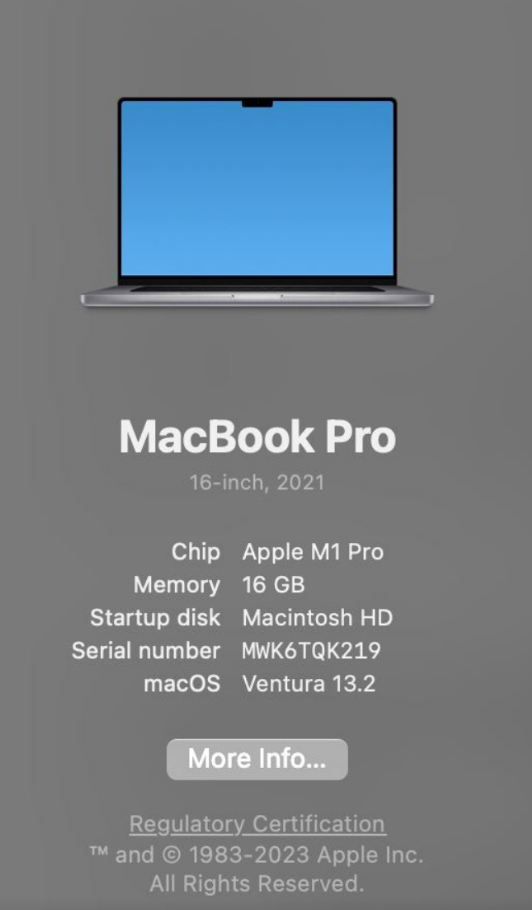 MacBook Pro
16-inch, 2021
Chip Apple M1 Pro
Memory 16 GB
Startup disk Macintosh HD
Serial number MWK6TQK219
macOS Ventura 13.2
More Info...
Regulatory Certification
™ and © 1983-2023 Apple Inc.
All Rights Reserved.